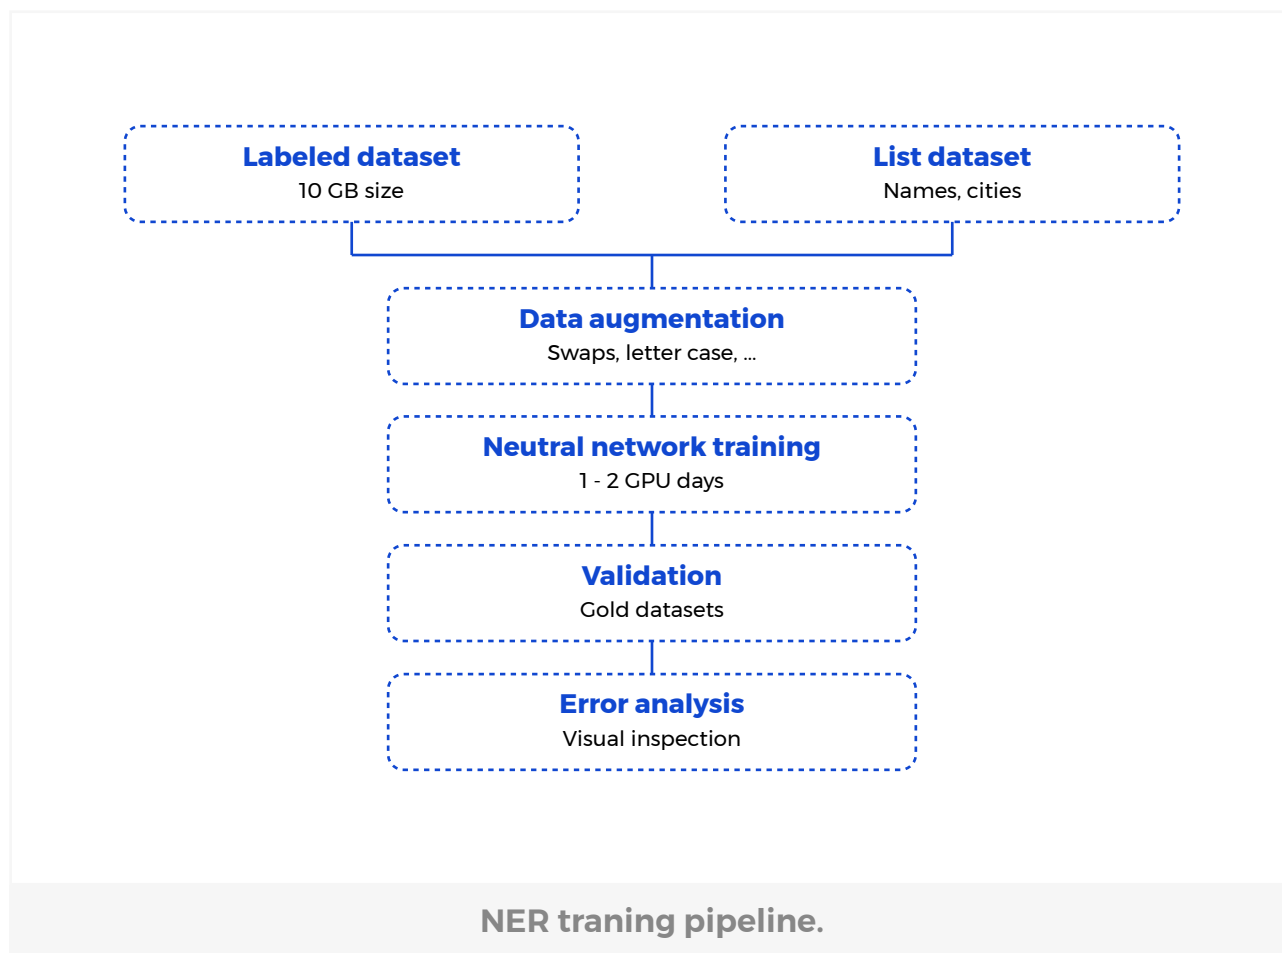 Labeled dataset
10 GB size
List dataset
Names, cities
Data augmentation
Swaps, letter case, ...
Neutral network training
1 - 2 GPU days
Validation
Gold datasets
Error analysis
Visual inspection
NER traning pipeline.